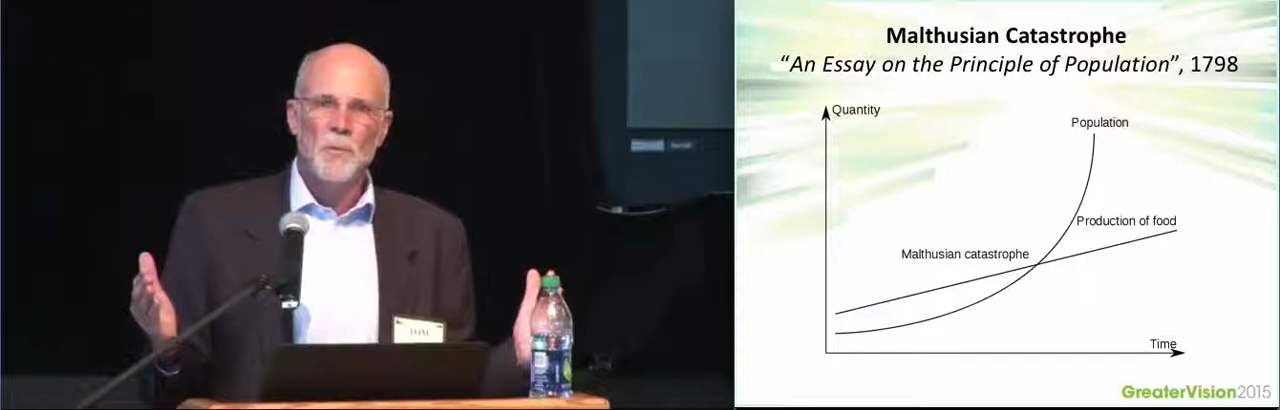 Malthusian Catastrophe
“An Essay on the Principle of Population”, 1798
Quantity
Population
Production of food
Malthusian catastrophe
Time
GreaterVision2015